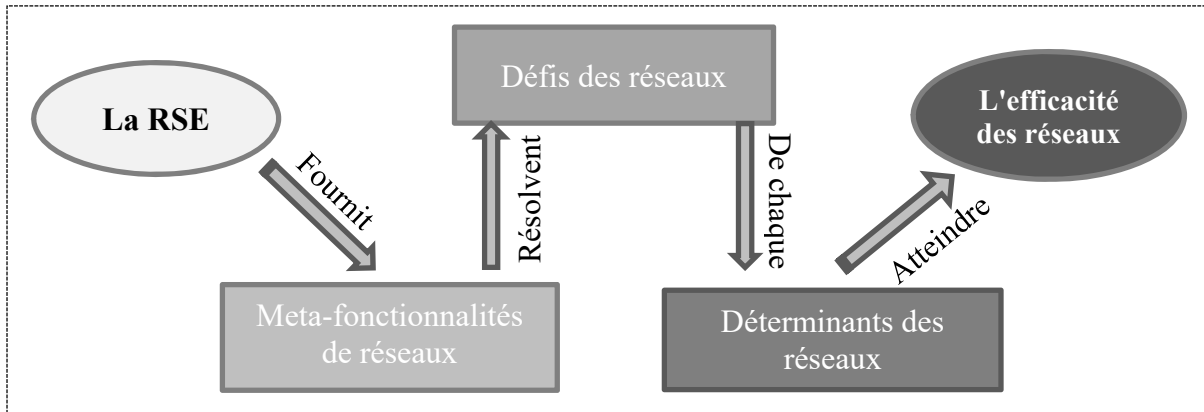 La RSE
Fournit
Meta-fonctionnalités
de réseaux
Résolvent
Défis des réseaux
De chaque
Déterminants des
réseaux
Atteindre
L'efficacité
des réseaux